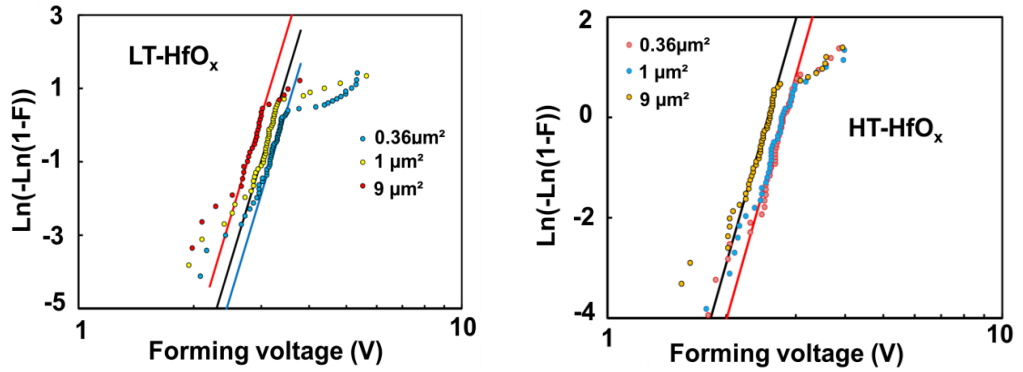 3
1
-1
-3
-5
Ln(-Ln(1-F))
LT-HfOₓ
0.36µm²
1 µm²
9 µm²
1
10
Forming voltage (V)
2
0
-2
-4
Ln(-Ln(1-F))
0.36µm²
1 µm²
9 µm²
HT-HfOₓ
1
10
Forming voltage (V)